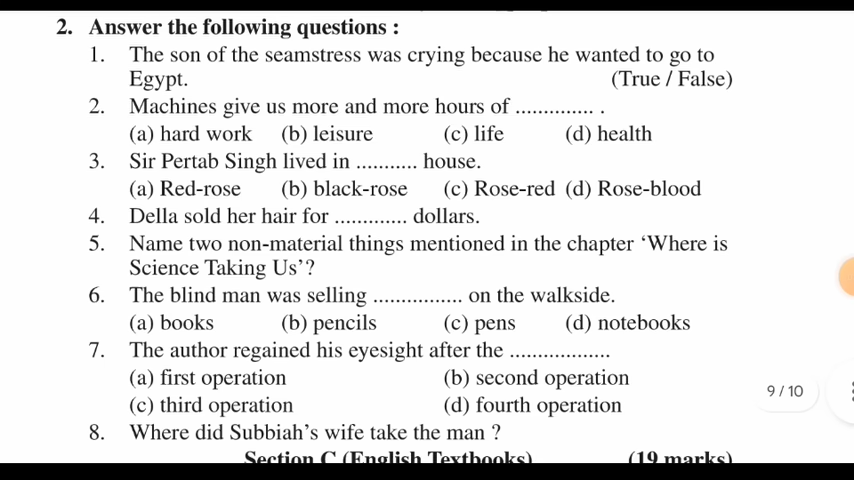 2. Answer the following questions :
1. The son of the seamstress was crying because he wanted to go to
Egypt. (True / False)
2. Machines give us more and more hours of .............. .
(a) hard work (b) leisure (c) life (d) health
3. Sir Pertab Singh lived in ........... house.
(a) Red-rose (b) black-rose (c) Rose-red (d) Rose-blood
4. Della sold her hair for ............. dollars.
5. Name two non-material things mentioned in the chapter ‘Where is
Science Taking Us’?
6. The blind man was selling ................ on the walkside.
(a) books (b) pencils (c) pens (d) notebooks
7. The author regained his eyesight after the ..................
(a) first operation (b) second operation
9 / 10
(c) third operation (d) fourth operation
8. Where did Subbiah’s wife take the man ?
Section C (English Textbooks) (19 marks)